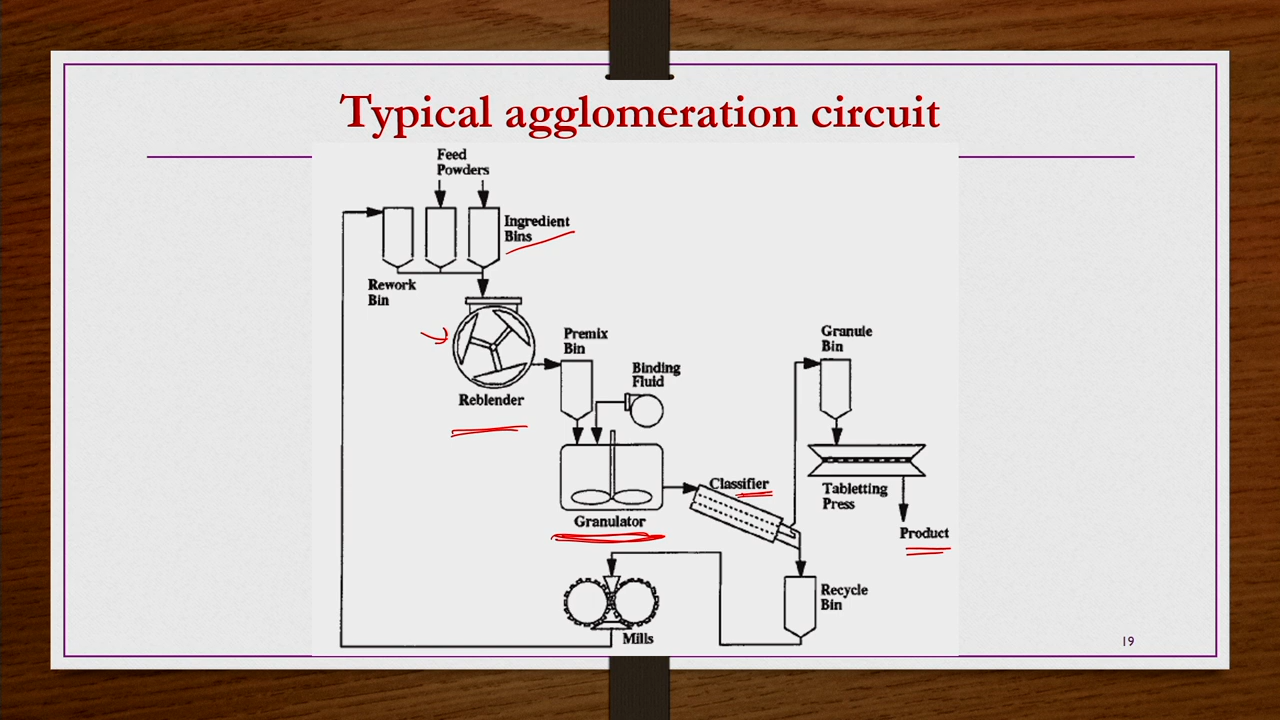 Typical agglomeration circuit
Feed
Powders
Ingredient
Bins
Rework
Bin
Reblender
Premix
Bin
Binding
Fluid
Granulator
Classifier
Granule
Bin
Tabletting
Press
Product
Recycle
Bin
Mills
19